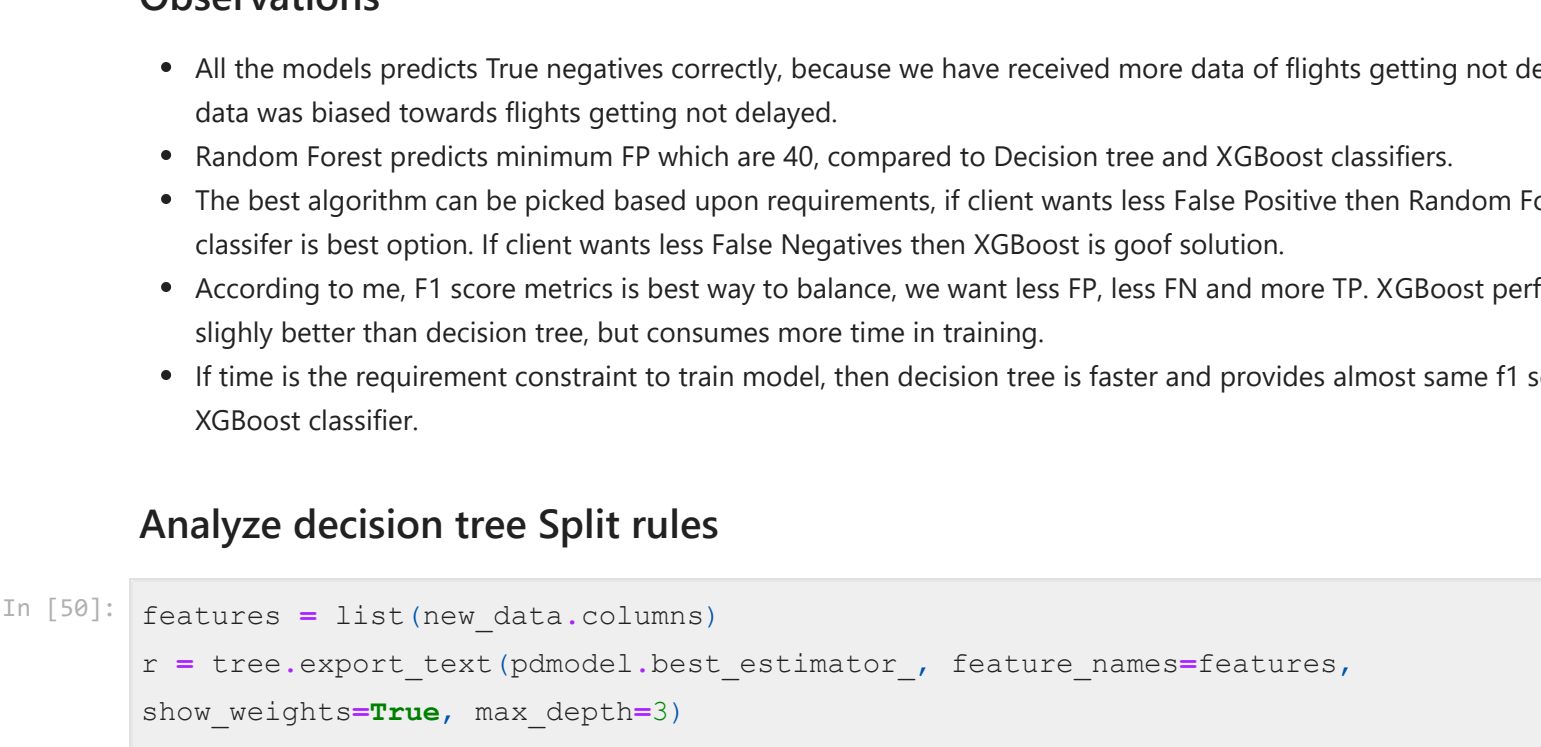 Observations
All the models predicts True negatives correctly, because we have received more data of flights getting not de
data was biased towards flights getting not delayed.
Random Forest predicts minimum FP which are 40, compared to Decision tree and XGBoost classifiers.
The best algorithm can be picked based upon requirements, if client wants less False Positive then Random Fo
classifer is best option. If client wants less False Negatives then XGBoost is goof solution.
According to me, F1 score metrics is best way to balance, we want less FP, less FN and more TP. XGBoost perf
slighly better than decision tree, but consumes more time in training.
If time is the requirement constraint to train model, then decision tree is faster and provides almost same f1 s
XGBoost classifier.
Analyze decision tree Split rules
In [50]: features = list(new_data.columns)
r = tree.export_text(pdmodel.best_estimator_, feature_names=features,
show_weights=True, max_depth=3)